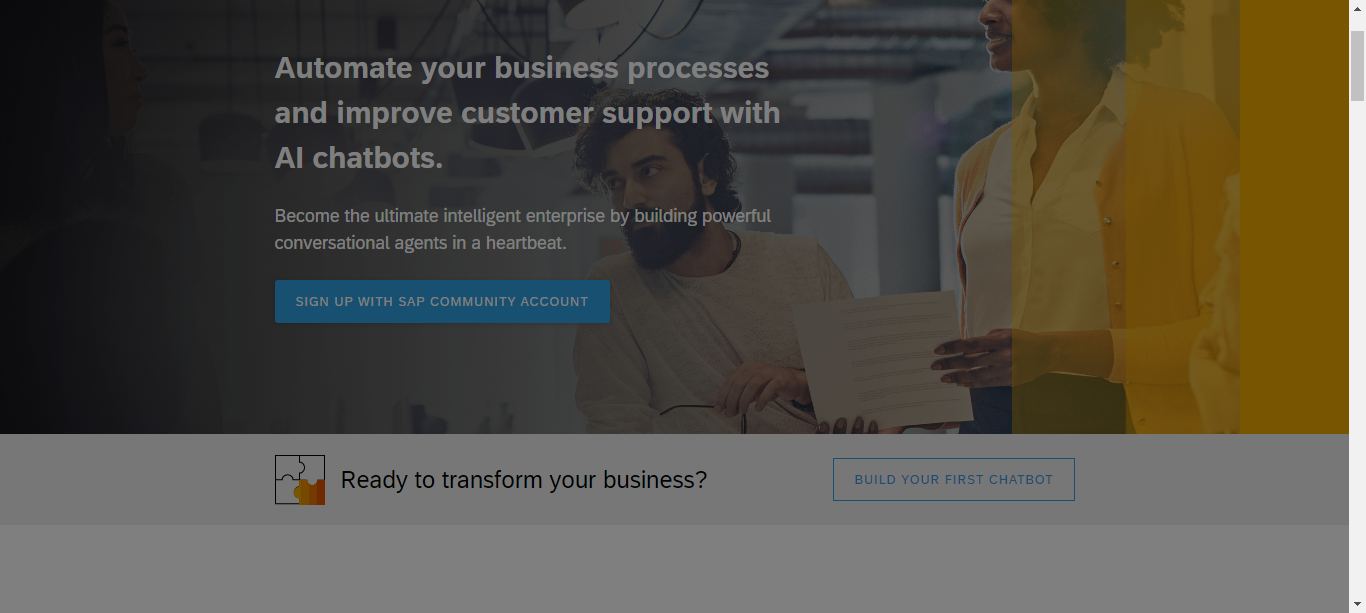 Automate your business processes
and improve customer support with
AI chatbots.
Become the ultimate intelligent enterprise by building powerful
conversational agents in a heartbeat.
SIGN UP WITH SAP COMMUNITY ACCOUNT
Ready to transform your business?
BUILD YOUR FIRST CHATBOT